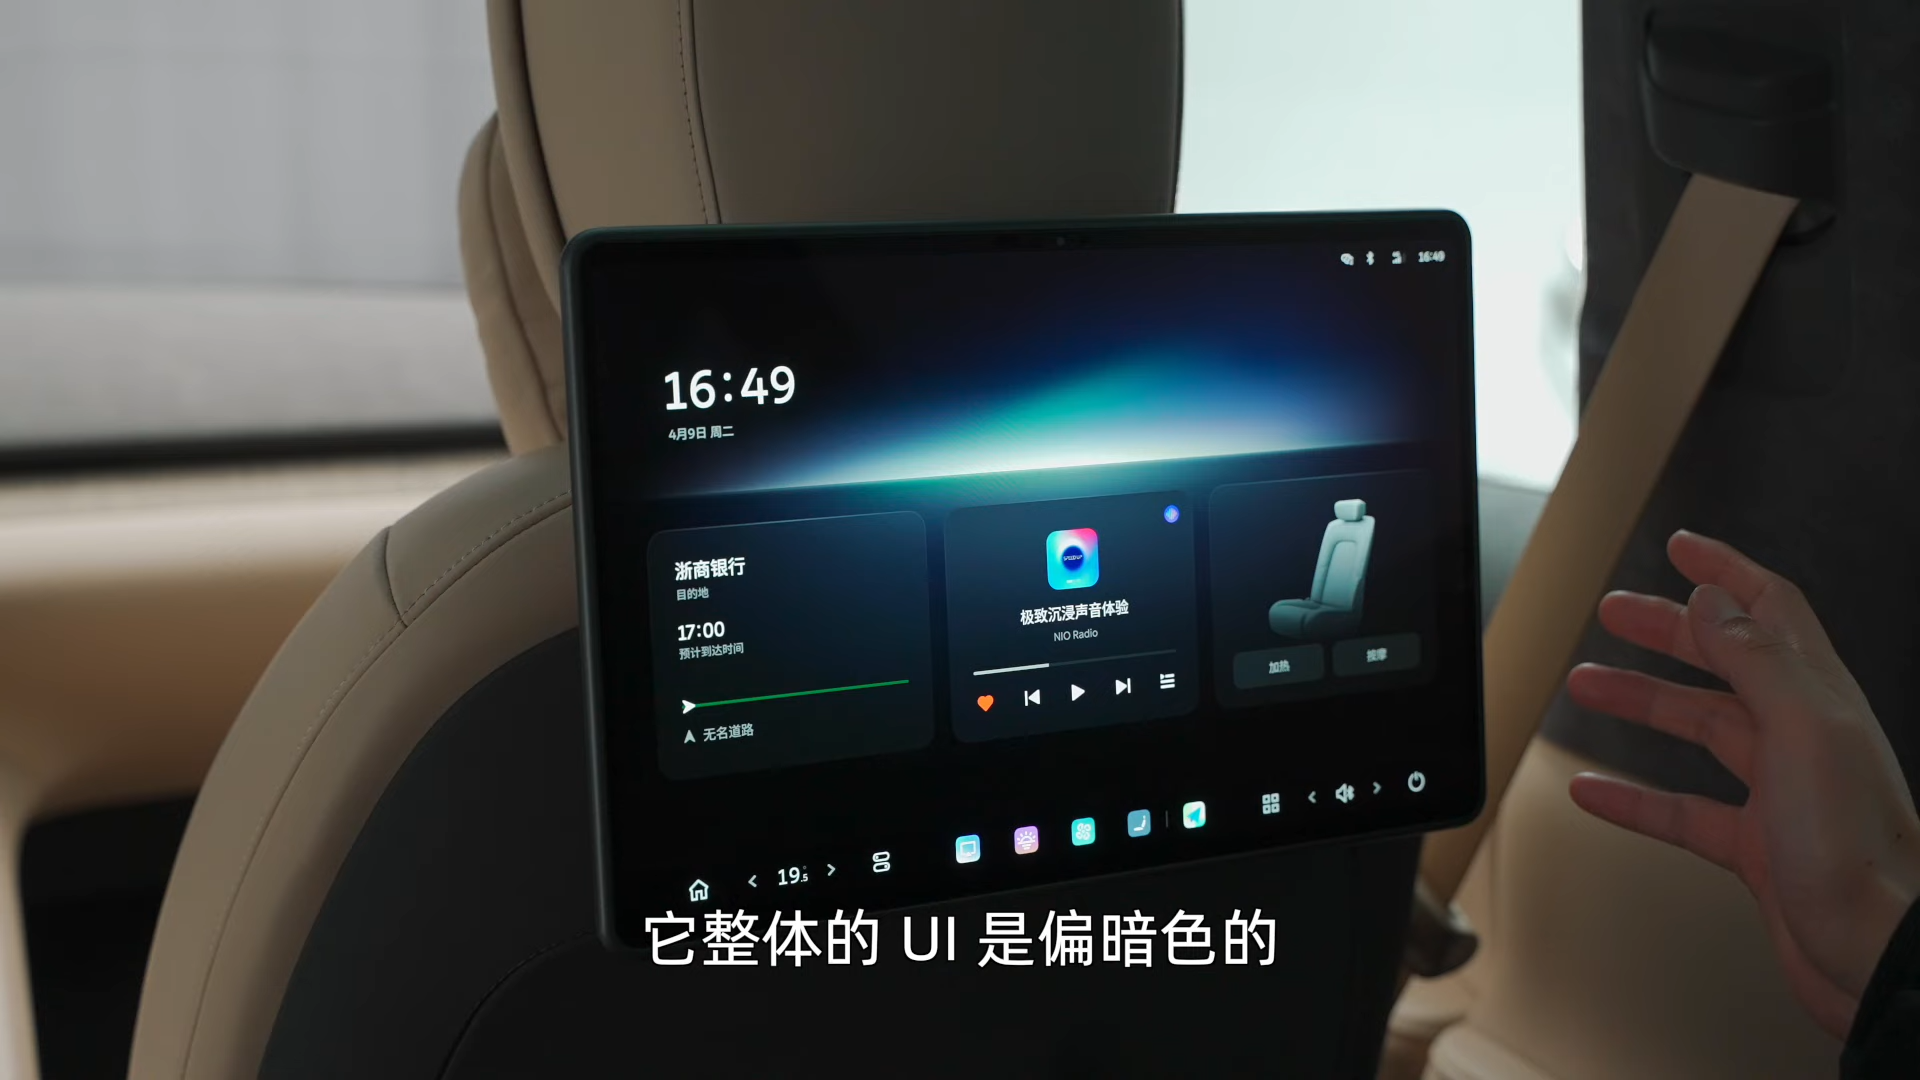 16:49
16:49
4月9日 周二
浙商银行
目的地
17:00
预计到达时间
无名道路
极致沉浸声音体验
NIO Radio
加热
按摩
19.5
它整体的 UI 是偏暗色的